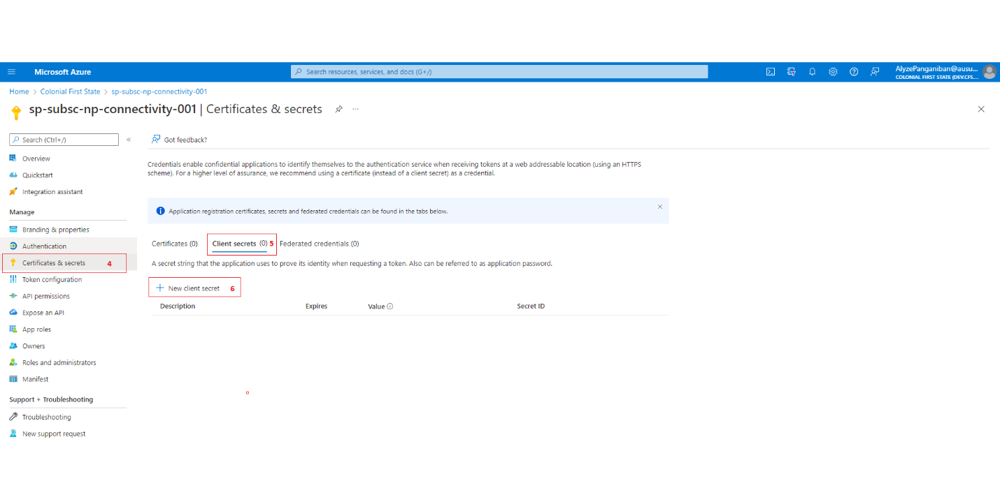 Microsoft Azure
Search resources, services, and docs (G+/)
AlyzePanganiban@ausu...
COLONIAL FIRST STATE (DEV.CFS....
Home > Colonial First State > sp-subsc-np-connectivity-001
sp-subsc-np-connectivity-001 | Certificates & secrets ...
Search (Ctrl+/)
«
Overview
Quickstart
Integration assistant
Manage
Branding & properties
Authentication
Certificates & secrets 4
Token configuration
API permissions
Expose an API
App roles
Owners
Roles and administrators
Manifest
Support + Troubleshooting
Troubleshooting
New support request
Got feedback?
Credentials enable confidential applications to identify themselves to the authentication service when receiving tokens at a web addressable location (using an HTTPS
scheme). For a higher level of assurance, we recommend using a certificate (instead of a client secret) as a credential.
Application registration certificates, secrets and federated credentials can be found in the tabs below.
Certificates (0) Client secrets (0) 5 Federated credentials (0)
A secret string that the application uses to prove its identity when requesting a token. Also can be referred to as application password.
New client secret 6
Description Expires Value Secret ID